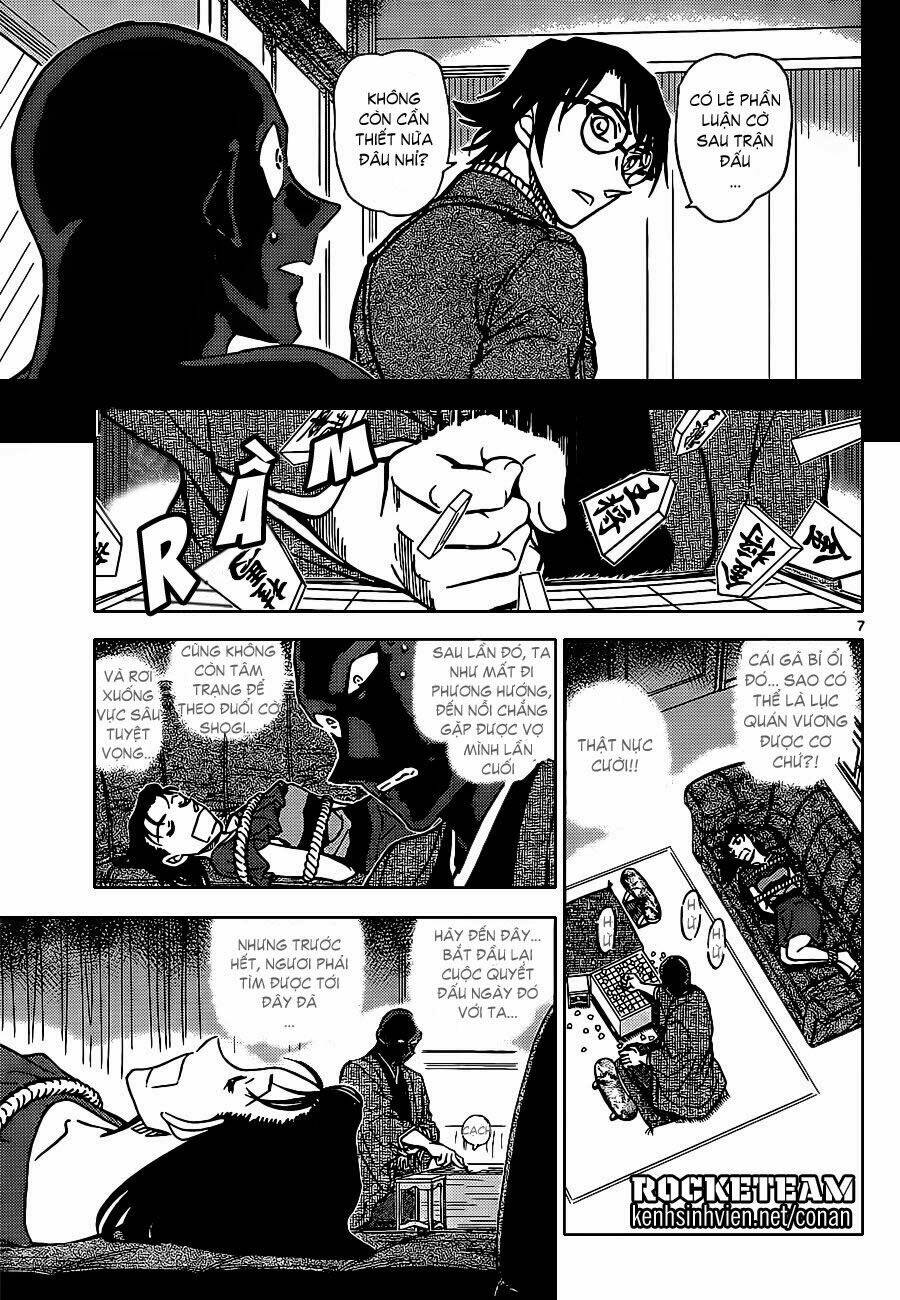 CÓ LẼ PHẦN
LUẬN CỜ
SAU TRẬN
ĐẤU
...
KHÔNG
CÒN CẦN
THIẾT NỮA
ĐÂU NHỈ?
RẦM
7
CÁI GÃ BỈ ỔI
ĐÓ... SAO CÓ
THỂ LÀ LỤC
QUÁN VƯƠNG
ĐƯỢC CƠ
CHỨ?!
THẬT NỰC
CƯỜI!!
HỪ
HỪ
HỪ
SAU LẦN ĐÓ, TA
NHƯ MẤT ĐI
PHƯƠNG HƯỚNG,
ĐẾN NỖI CHẲNG
GẶP ĐƯỢC VỢ
MÌNH LẦN
CUỐI
CŨNG KHÔNG
CÒN TÂM
TRẠNG ĐỂ
THEO ĐUỔI CỜ
SHOGI...
VÀ RƠI
XUỐNG
VỰC SÂU
TUYỆT
VỌNG...
HÃY ĐẾN ĐÂY...
BẮT ĐẦU LẠI
CUỘC QUYẾT
ĐẤU NGÀY ĐÓ
VỚI TA...
NHƯNG TRƯỚC
HẾT, NGƯƠI PHẢI
TÌM ĐƯỢC TỚI
ĐÂY ĐÃ
...
CẠCH
ROCKETEAM
kenhsinhvien.net/conan